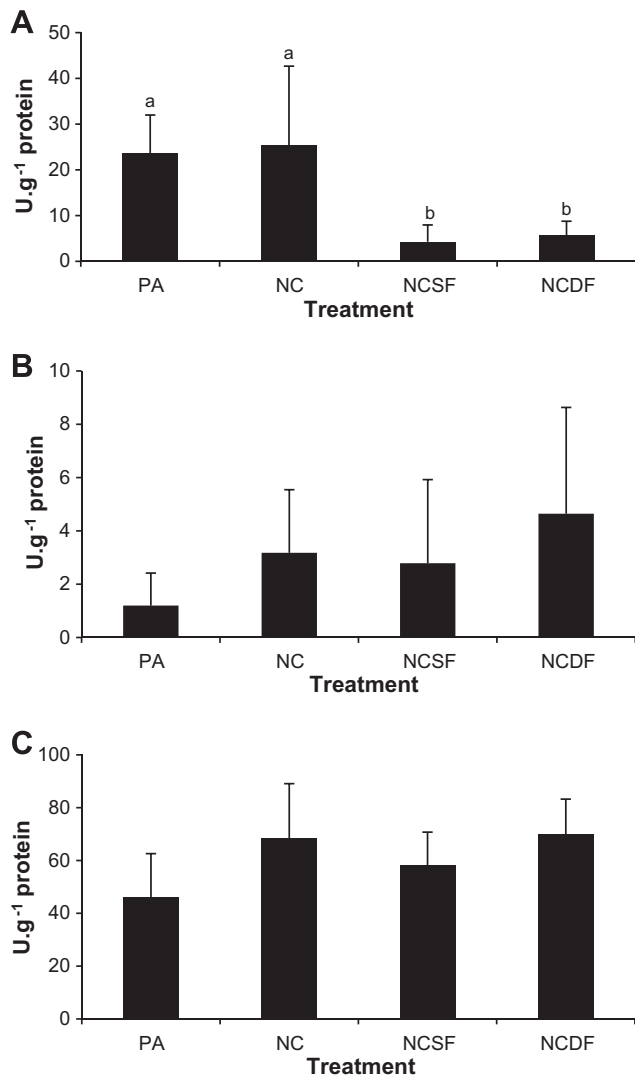 A
U.g-1 protein
50
40
30
20
10
0
a
a
b
b
PA NC NCSF NCDF
Treatment
B
U.g-1 protein
10
8
6
4
2
0
PA NC NCSF NCDF
Treatment
C
U.g-1 protein
100
80
60
40
20
0
PA NC NCSF NCDF
Treatment